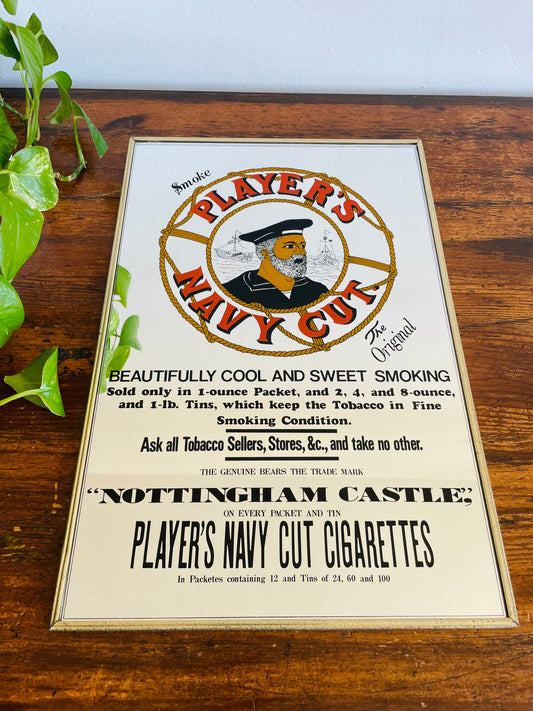 Smoke
PLAYER'S
NAVY CUT.
The
Original
BEAUTIFULLY COOL AND SWEET SMOKING
Sold only in 1-ounce Packet, and 2, 4, and 8-ounce,
and 1-lb. Tins, which keep the Tobacco in Fine
Smoking Condition.
Ask all Tobacco Sellers, Stores, &c., and take no other.
THE GENUINE BEARS THE TRADE MARK
"NOTTINGHAM CASTLE,"
ON EVERY PACKET AND TIN
PLAYER'S NAVY CUT CIGARETTES
In Packetes containing 12 and Tins of 24, 60 and 100